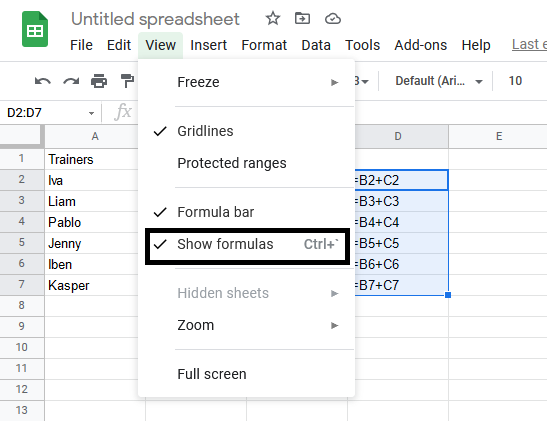 Untitled spreadsheet
File Edit View Insert Format Data Tools Add-ons Help Last e
Freeze
3 Default (Ari... 10
D2:D7 fx
Gridlines
A D E
Protected ranges
1 Trainers
2 Iva =B2+C2
3 Liam =B3+C3
Formula bar
4 Pablo =B4+C4
5 Jenny Show formulas Ctrl+` =B5+C5
6 Iben =B6+C6
7 Kasper =B7+C7
Hidden sheets
8
9 Zoom
10
11
Full screen
12
13